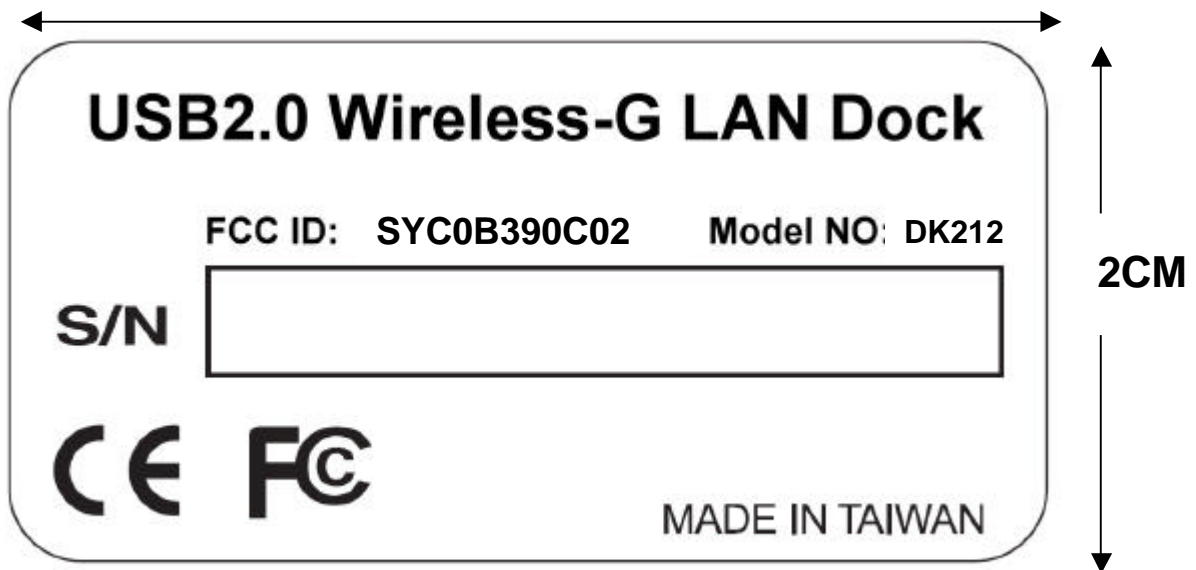 USB2.0 Wireless-G LAN Dock
FCC ID: SYC0B390C02 Model NO: DK212
2CM
S/N
CE FC
MADE IN TAIWAN